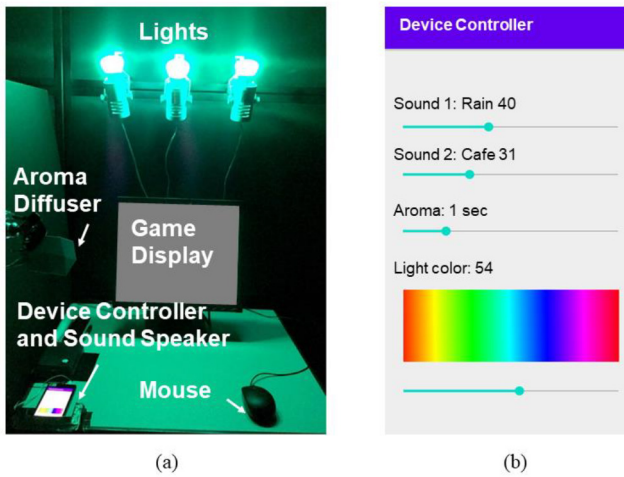 Lights
Aroma
Diffuser
Game
Display
Device Controller
and Sound Speaker
Mouse
(a)
Device Controller
Sound 1: Rain 40
Sound 2: Cafe 31
Aroma: 1 sec
Light color: 54
(b)